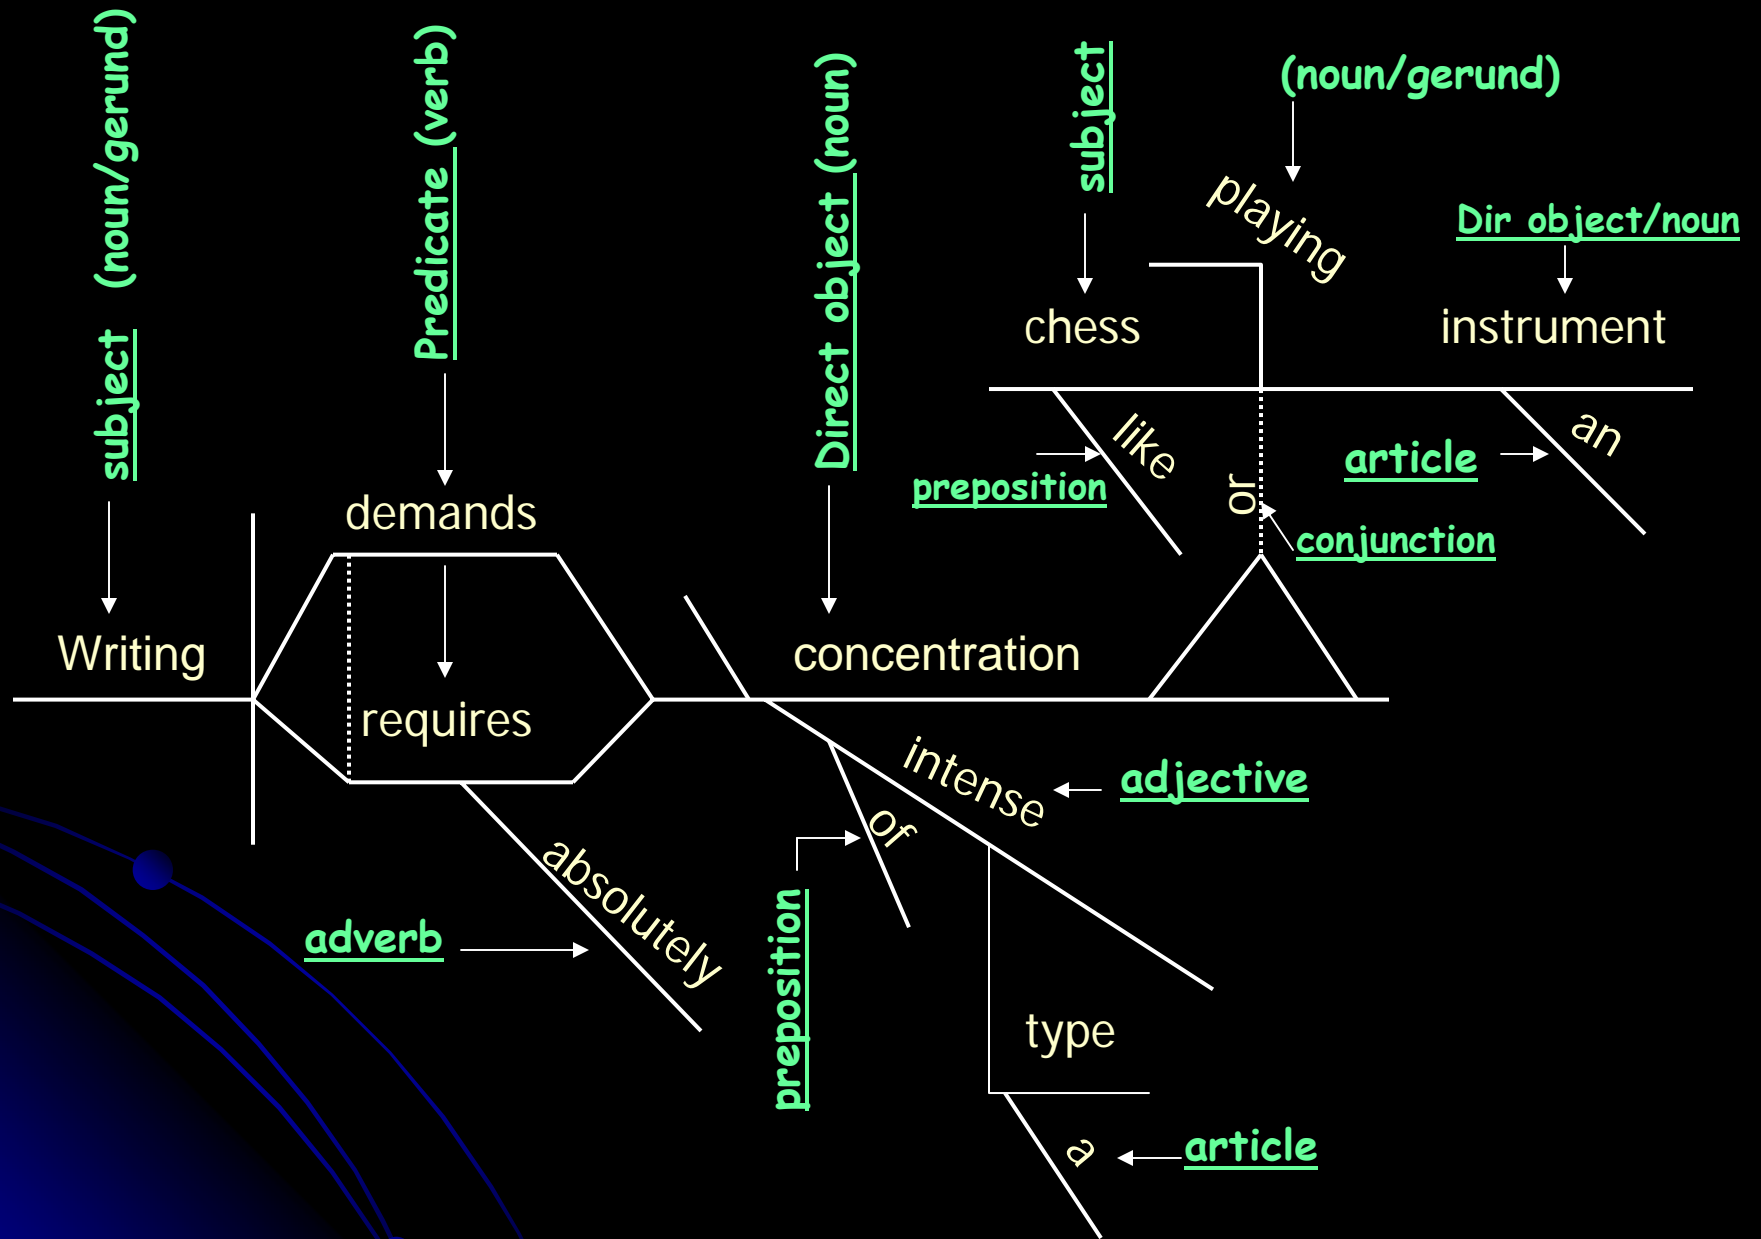 subject (noun/gerund)
Predicate (verb)
Direct object (noun)
subject
(noun/gerund)
playing
Dir object/noun
chess
instrument
like
an
article
preposition
or
conjunction
demands
Writing
concentration
requires
intense
adjective
of
absolutely
adverb
preposition
type
a
article